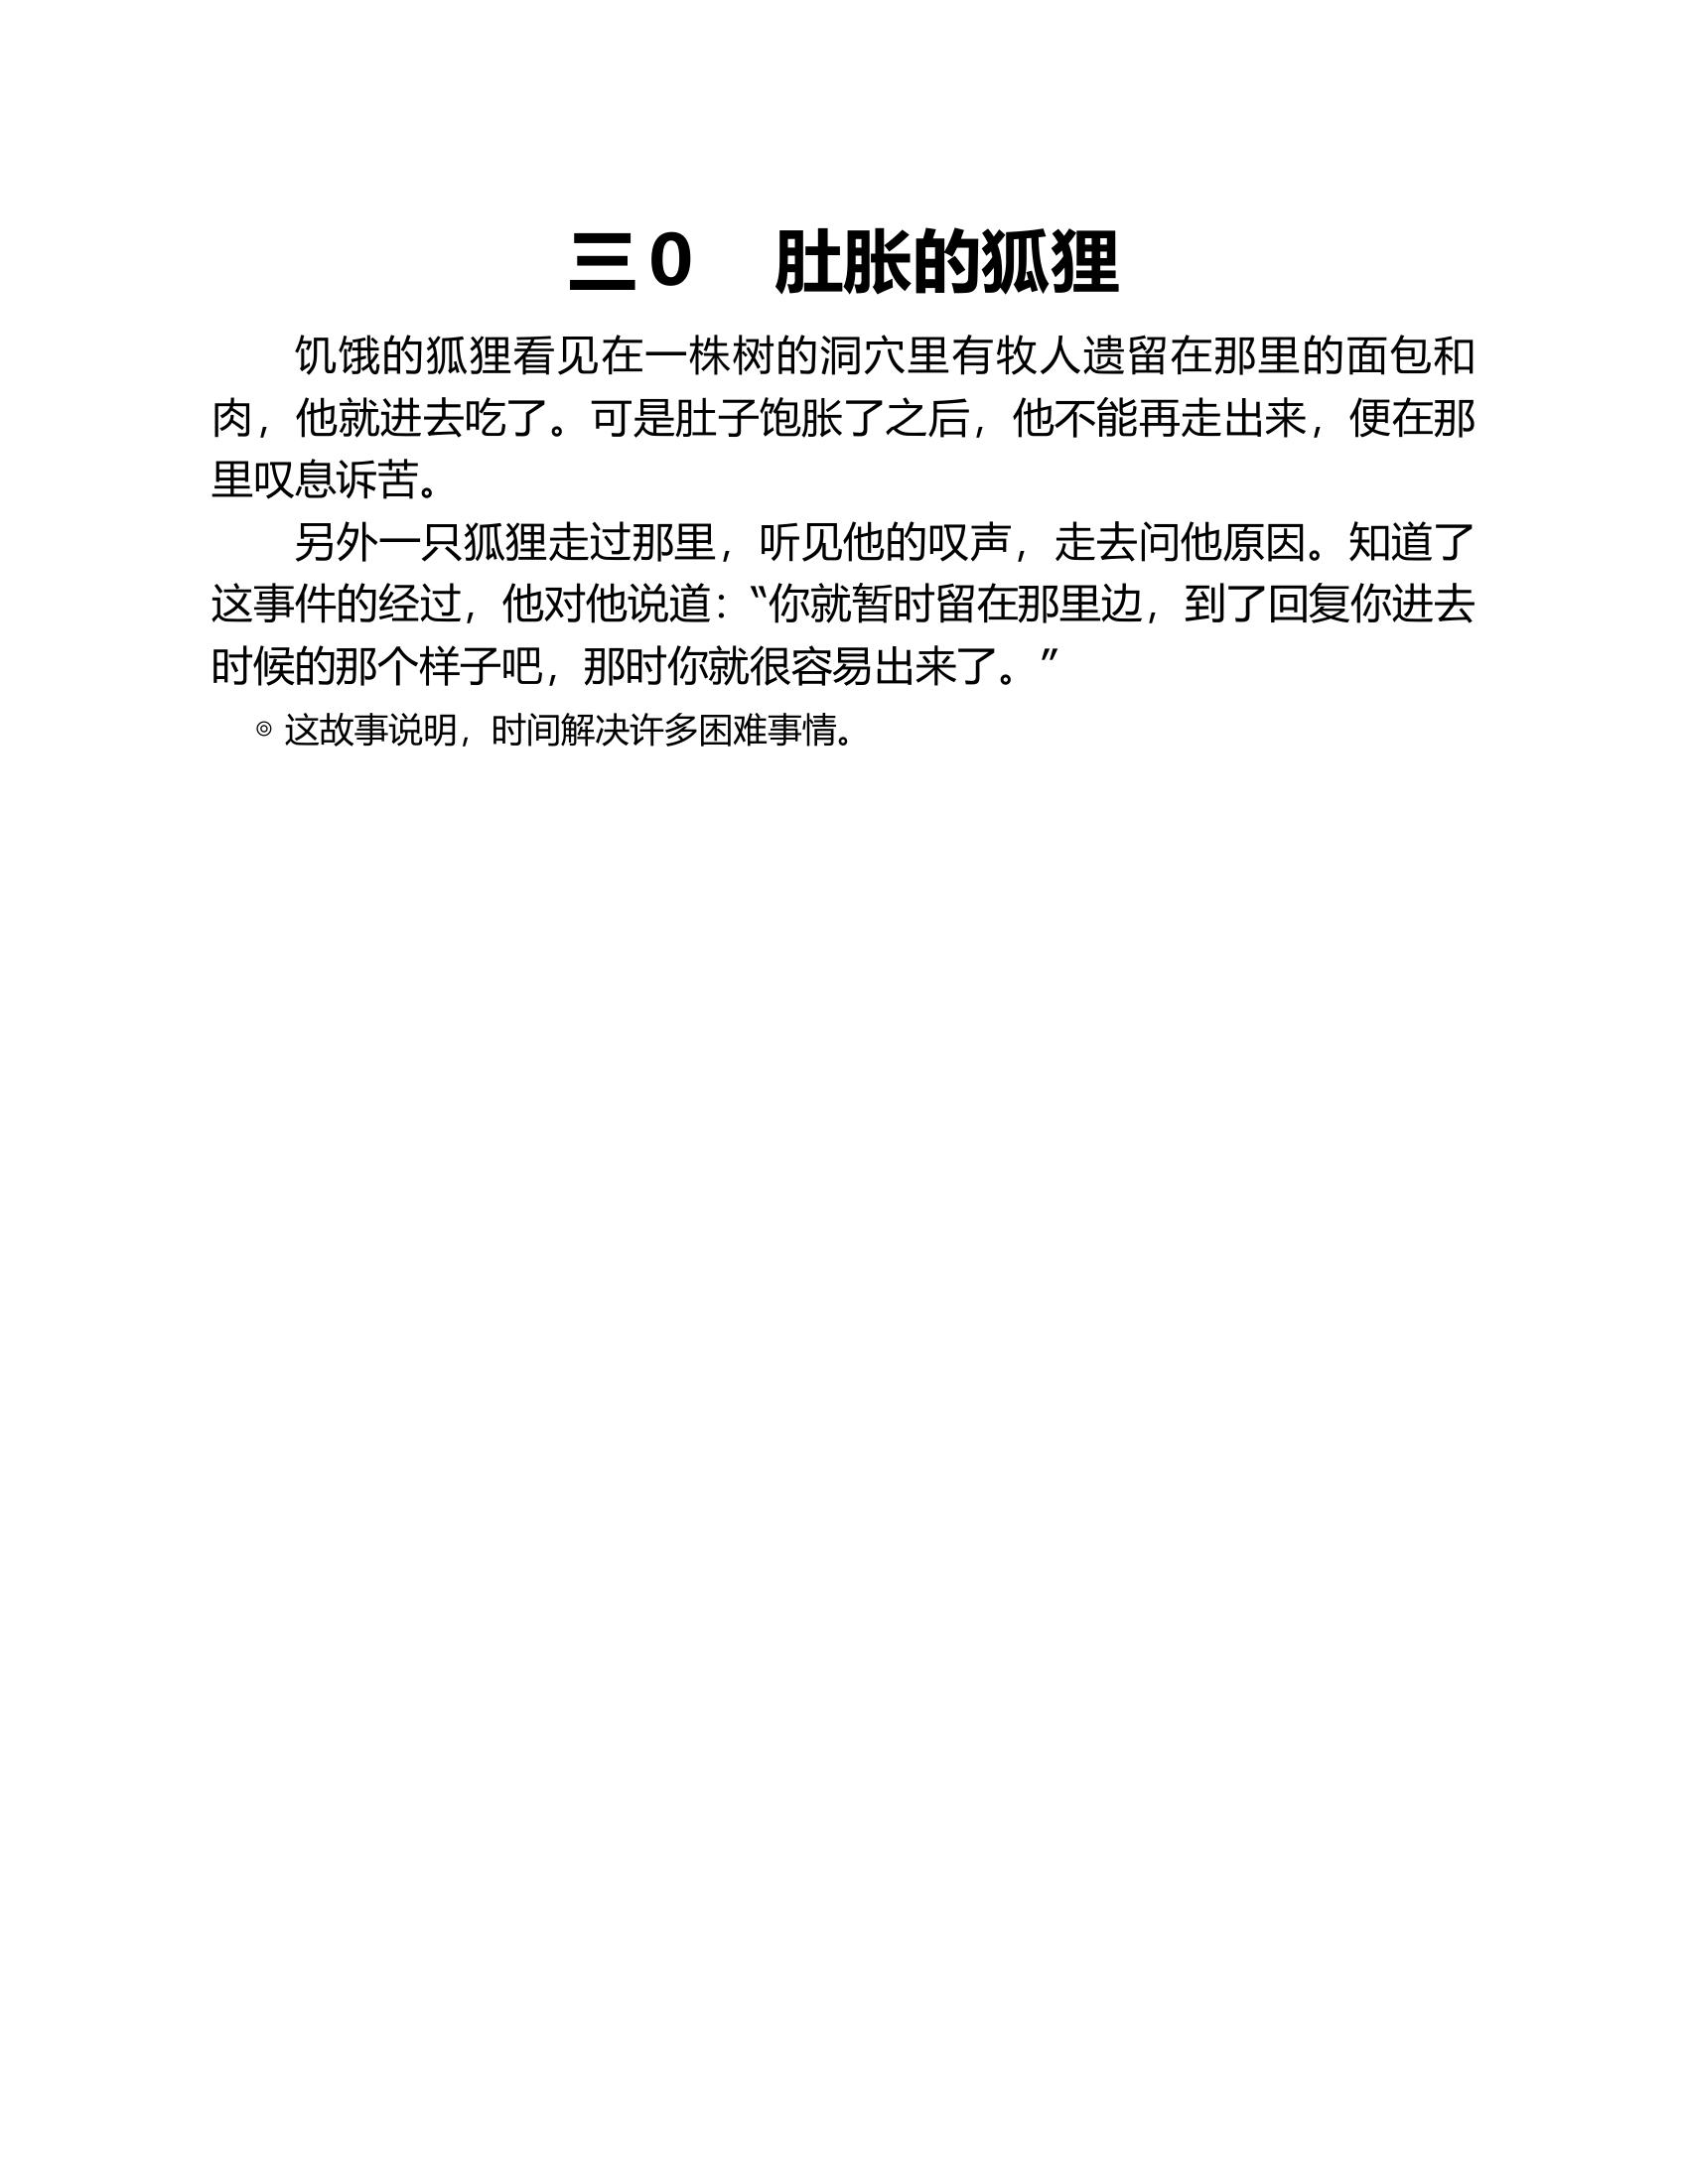 三0　肚胀的狐狸
饥饿的狐狸看见在一株树的洞穴里有牧人遗留在那里的面包和
肉，他就进去吃了。可是肚子饱胀了之后，他不能再走出来，便在那
里叹息诉苦。
另外一只狐狸走过那里，听见他的叹声，走去问他原因。知道了
这事件的经过，他对他说道：“你就暂时留在那里边，到了回复你进去
时候的那个样子吧，那时你就很容易出来了。”
◎ 这故事说明，时间解决许多困难事情。